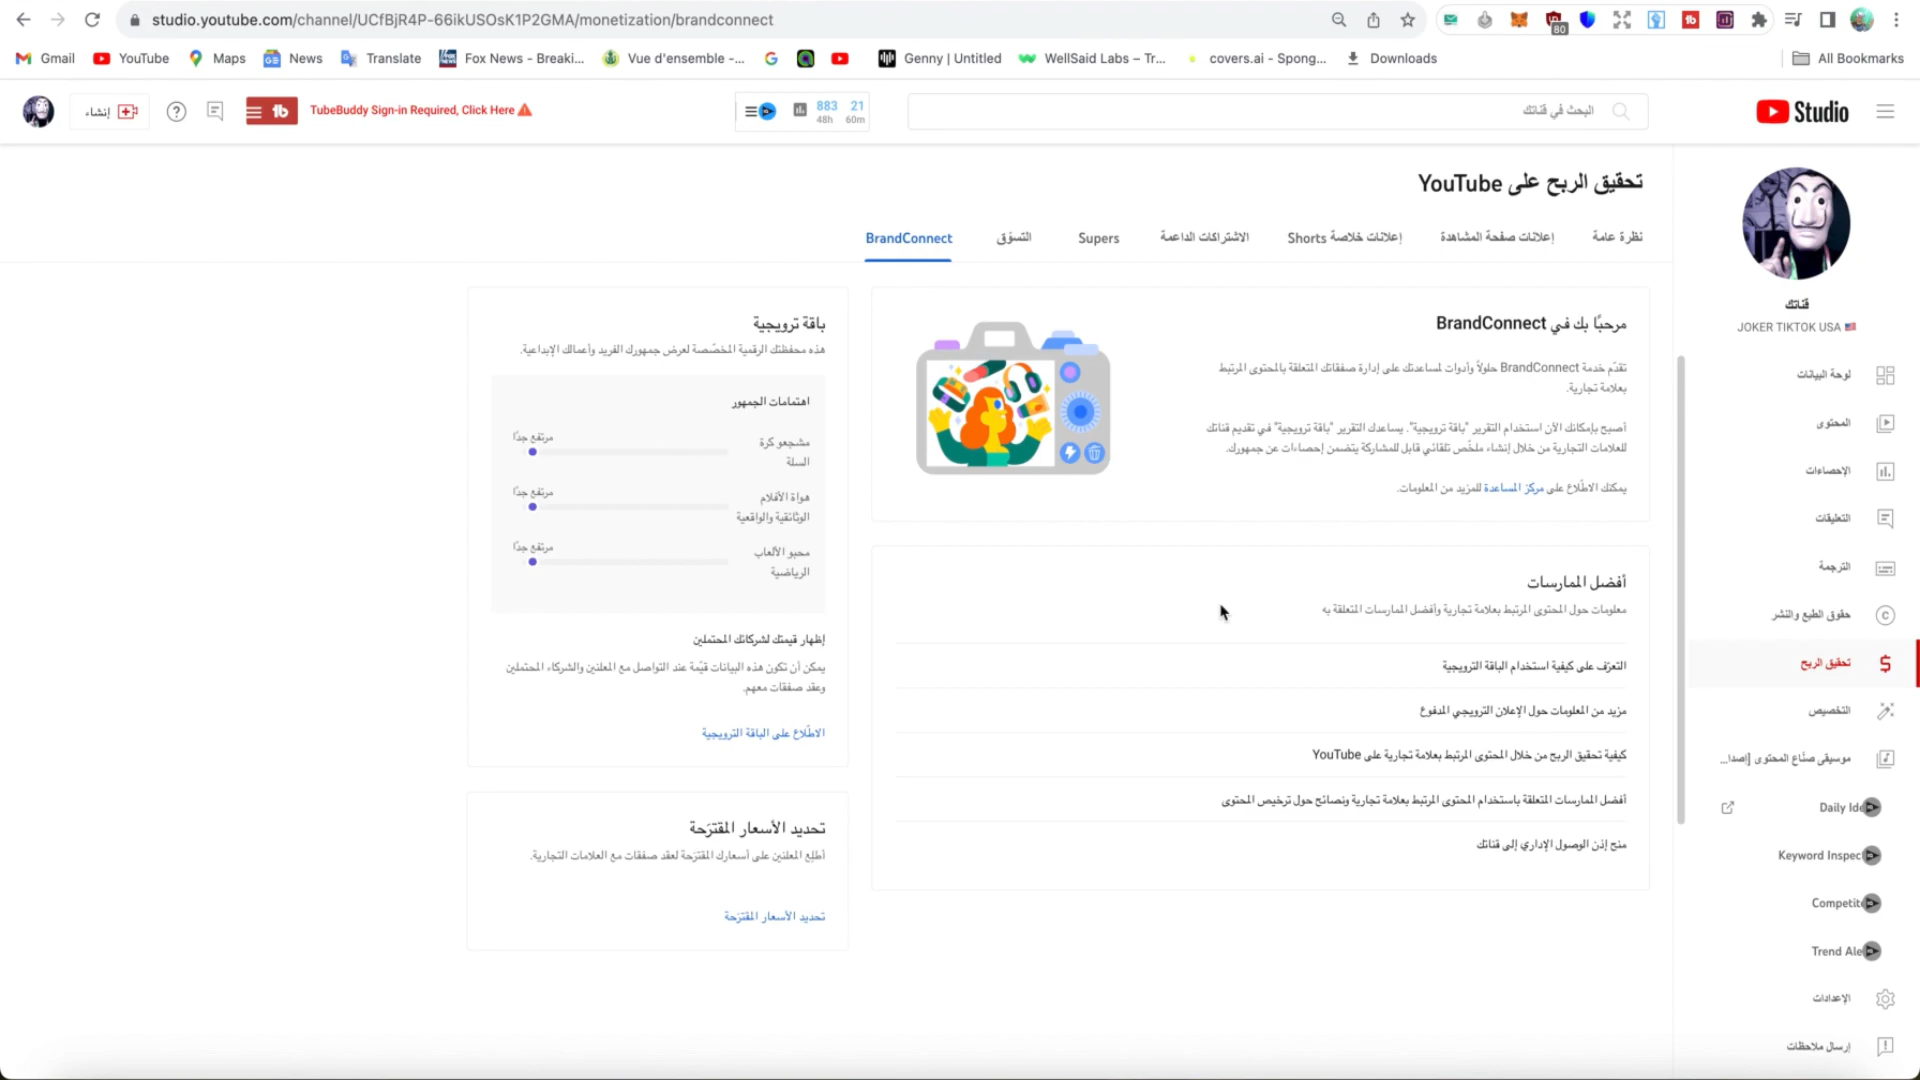 studio.youtube.com/channel/UCfBjR4P-66ikUSOsK1P2GMA/monetization/brandconnect
80
Gmail
YouTube
Maps
News
Translate
Fox News - Breaki...
Vue d'ensemble -...
Genny | Untitled
WellSaid Labs – Tr...
covers.ai - Spong...
Downloads
All Bookmarks
Studio
البحث في قناتك
883 48h
21 60m
TubeBuddy Sign-in Required, Click Here
إنشاء
تحقيق الربح على YouTube
نظرة عامة
إعلانات صفحة المشاهدة
إعلانات خلاصة Shorts
الاشتراكات الداعمة
Supers
التسوّق
BrandConnect
مرحبًا بك في BrandConnect
تقدّم خدمة BrandConnect حلولاً وأدوات لمساعدتك على إدارة صفقاتك المتعلقة بالمحتوى المرتبط
بعلامة تجارية.
أصبح بإمكانك الآن استخدام التقرير "باقة ترويجية". يساعدك التقرير "باقة ترويجية" في تقديم قناتك
للعلامات التجارية من خلال إنشاء ملخّص تلقائي قابل للمشاركة يتضمن إحصاءات عن جمهورك.
يمكنك الاطّلاع على مركز المساعدة للمزيد من المعلومات.
أفضل الممارسات
معلومات حول المحتوى المرتبط بعلامة تجارية وأفضل الممارسات المتعلقة به
التعرّف على كيفية استخدام الباقة الترويجية
مزيد من المعلومات حول الإعلان الترويجي المدفوع
كيفية تحقيق الربح من خلال المحتوى المرتبط بعلامة تجارية على YouTube
أفضل الممارسات المتعلقة باستخدام المحتوى المرتبط بعلامة تجارية ونصائح حول ترخيص المحتوى
منح إذن الوصول الإداري إلى قناتك
باقة ترويجية
هذه محفظتك الرقمية المخصّصة لعرض جمهورك الفريد وأعمالك الإبداعية.
اهتمامات الجمهور
مشجعو كرة
السلة
مرتفع جدًا
هواة الأفلام
الوثائقية والواقعية
مرتفع جدًا
محبو الألعاب
الرياضية
مرتفع جدًا
إظهار قيمتك لشركائك المحتملين
يمكن أن تكون هذه البيانات قيّمة عند التواصل مع المعلنين والشركاء المحتملين
وعقد صفقات معهم.
الاطّلاع على الباقة الترويجية
تحديد الأسعار المقترَحة
أطلِع المعلنين على أسعارك المقترَحة لعقد صفقات مع العلامات التجارية.
تحديد الأسعار المقترَحة
قناتك
JOKER TIKTOK USA 🇺🇸
لوحة البيانات
المحتوى
الإحصاءات
التعليقات
الترجمة
حقوق الطبع والنشر
تحقيق الربح
التخصيص
موسيقى صنّاع المحتوى [إصدا...
Daily Ide
Keyword Inspec
Competit
Trend Ale
الإعدادات
إرسال ملاحظات